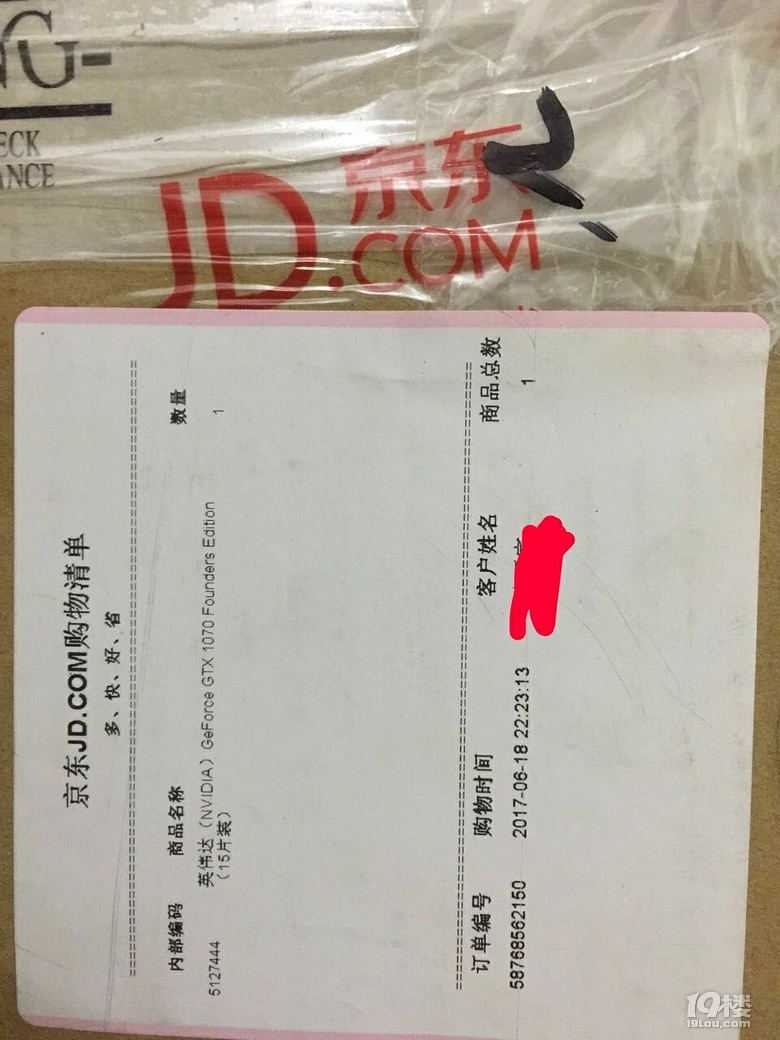 NG-
ECK
ANCE
JD.COM 京东
京东JD.COM购物清单
多、快、好、省
内部编码 商品名称 数量
5127444 英伟达(NVIDIA)GeForce GTX 1070 Founders Edition 1
(15片装)
订单编号 购物时间 客户姓名 商品总数
58768562150 2017-06-18 22:23:13 1
19楼
19lou.com